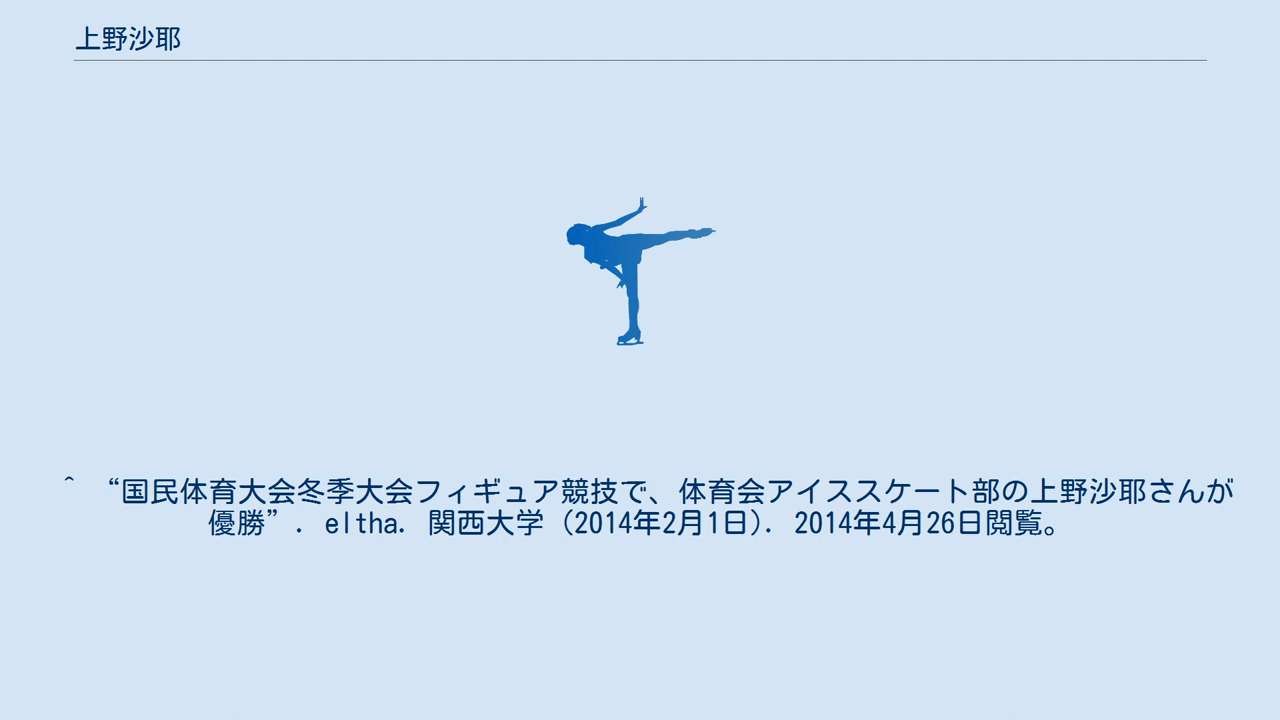 上野沙耶
^ “国民体育大会冬季大会フィギュア競技で、体育会アイススケート部の上野沙耶さんが
優勝”. eltha. 関西大学 (2014年2月1日). 2014年4月26日閲覧。